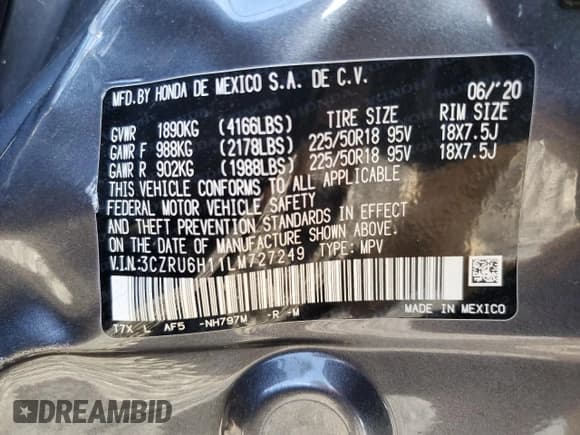 MFD.BY HONDA DE MEXICO S.A. DE C.V. 06/'20
TIRE SIZE RIM SIZE
GVWR 1890KG (4166LBS)
GAWR F 988KG (2178LBS) 225/50R18 95V 18X7.5J
GAWR R 902KG (1988LBS) 225/50R18 95V 18X7.5J
THIS VEHICLE CONFORMS TO ALL APPLICABLE
FEDERAL MOTOR VEHICLE SAFETY
AND THEFT PREVENTION STANDARDS IN EFFECT
ON THE DATE OF MANUFACTURE SHOWN ABOVE.
V.I.N:3CZRU6H11LM727249 TYPE: MPV
T7X L AF5 -NH797M -R -M
MADE IN MEXICO
DREAMBID